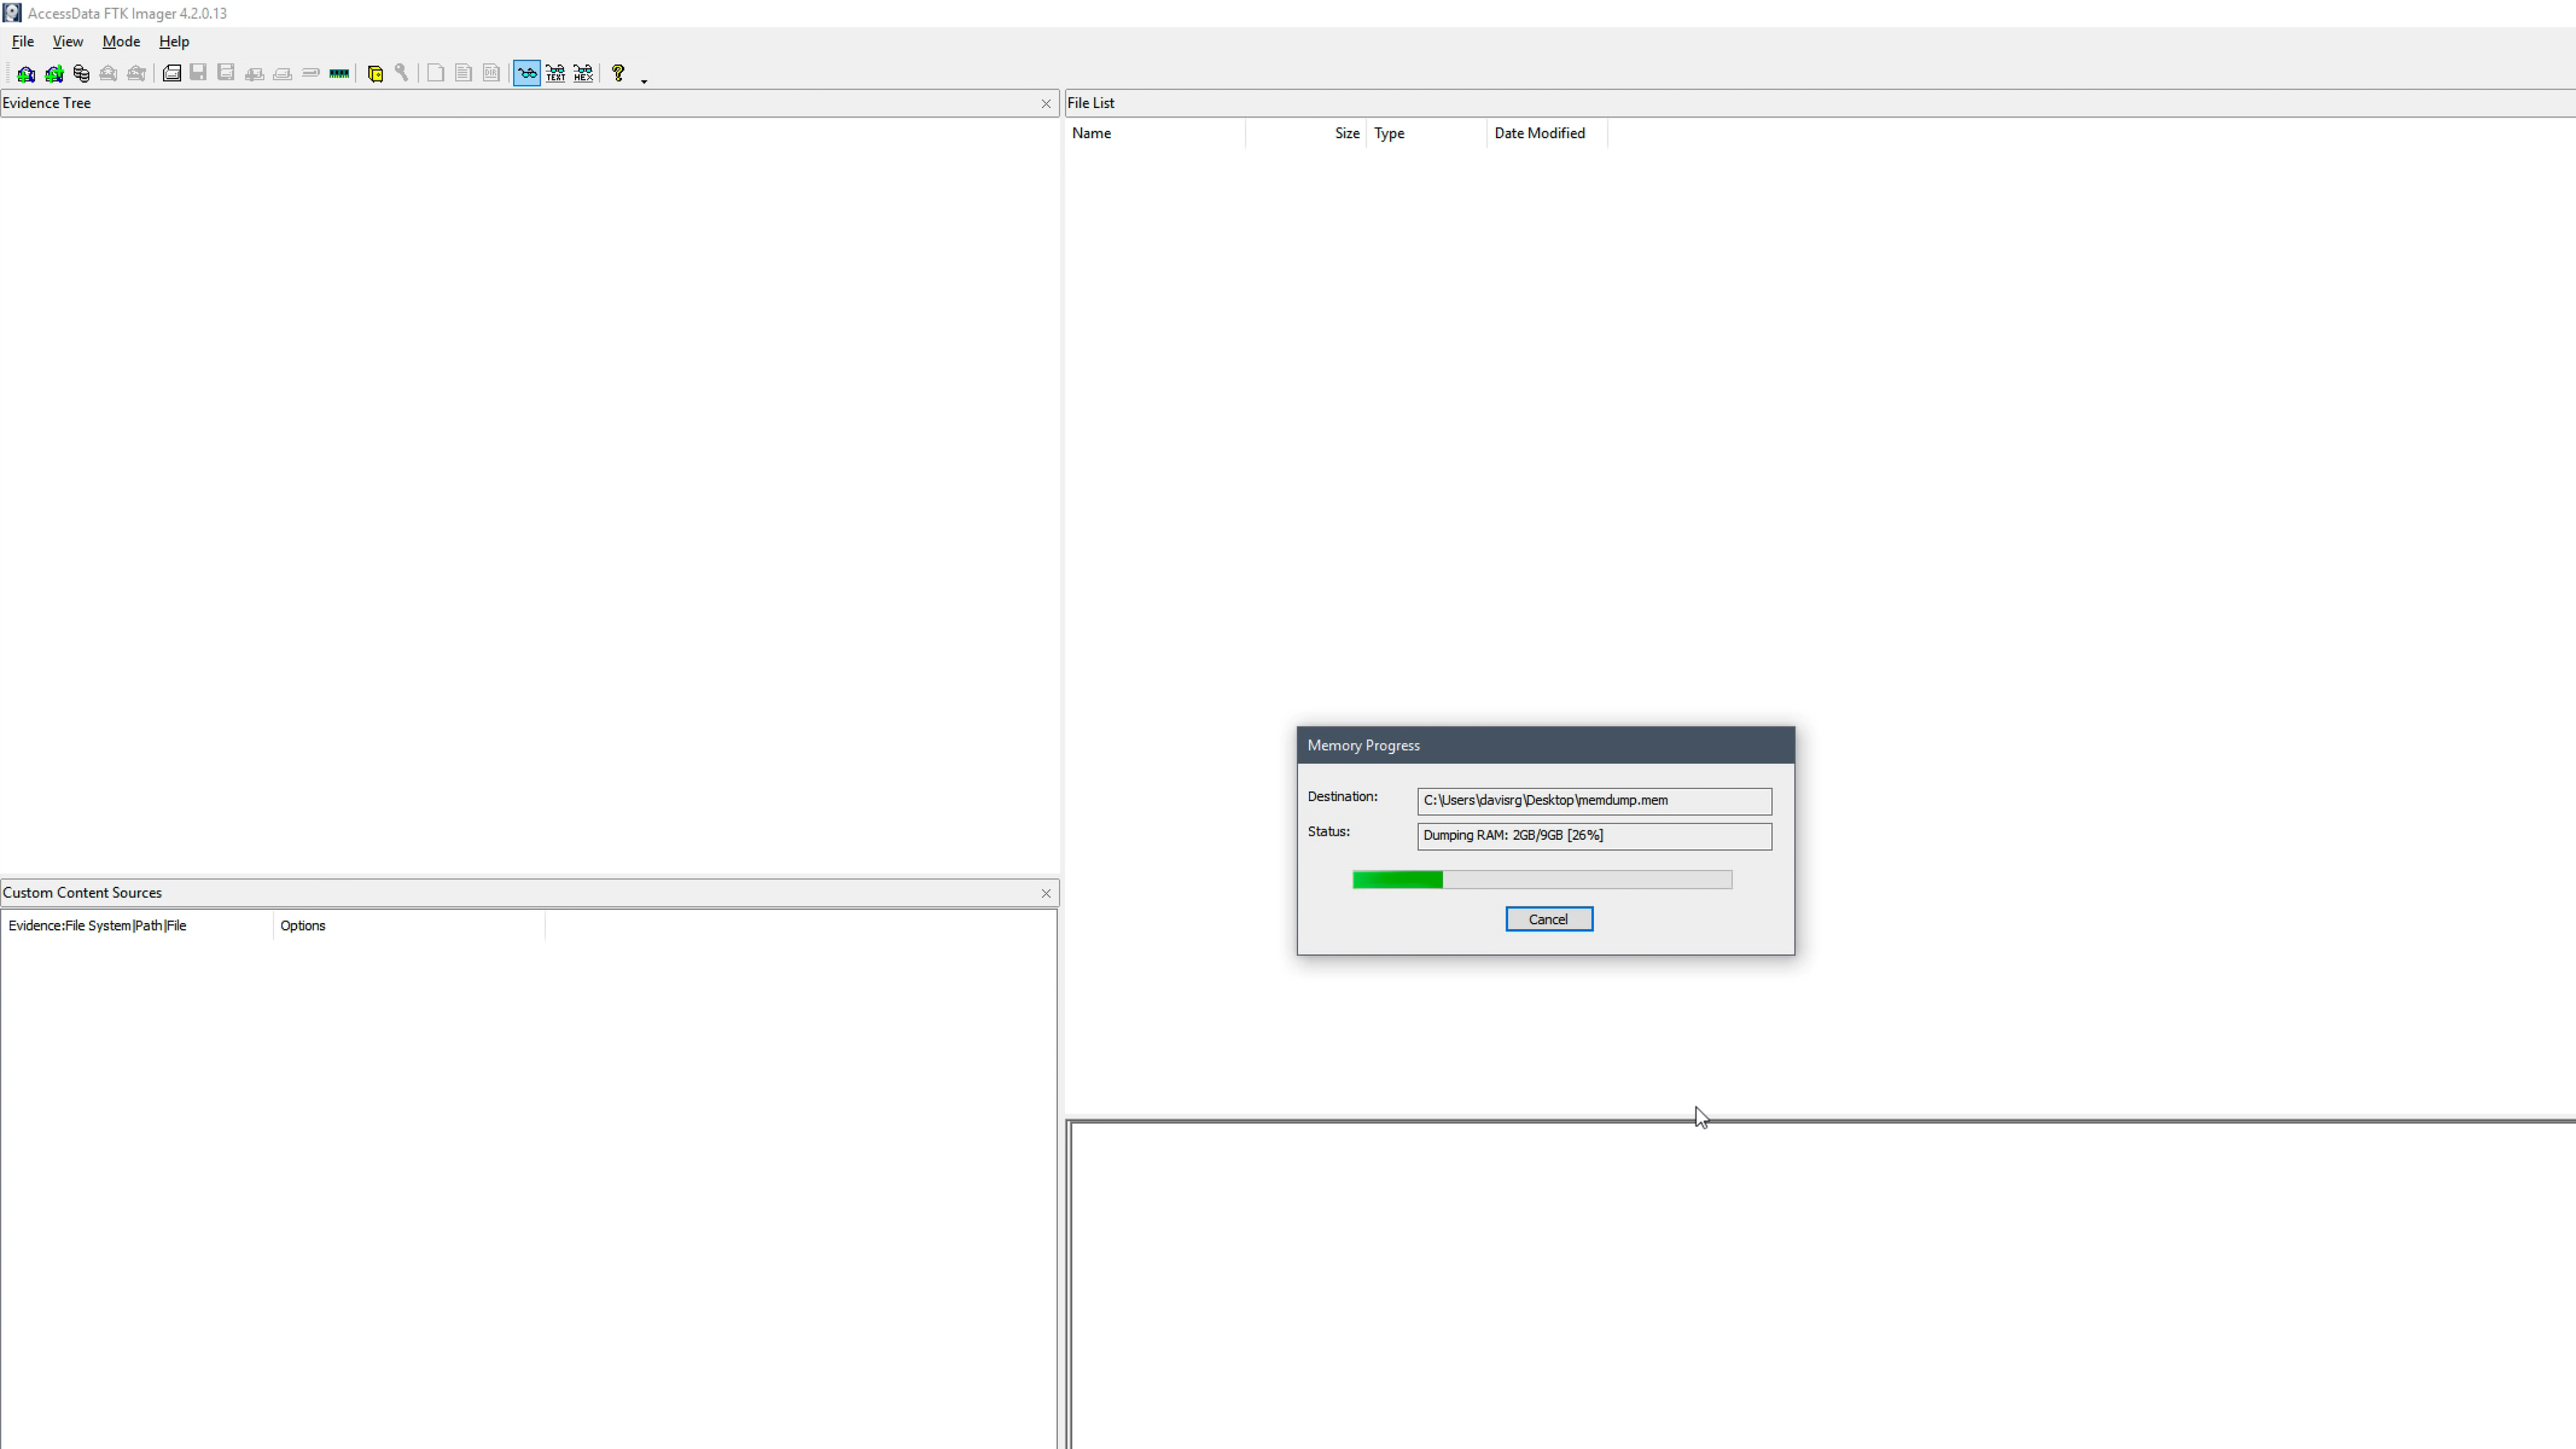 AccessData FTK Imager 4.2.0.13
File View Mode Help
TEXT HEX
Evidence Tree
File List
Name Size Type Date Modified
Memory Progress
Destination: C:\Users\davisrg\Desktop\memdump.mem
Status: Dumping RAM: 2GB/9GB [26%]
Cancel
Custom Content Sources
Evidence:File System|Path|File Options